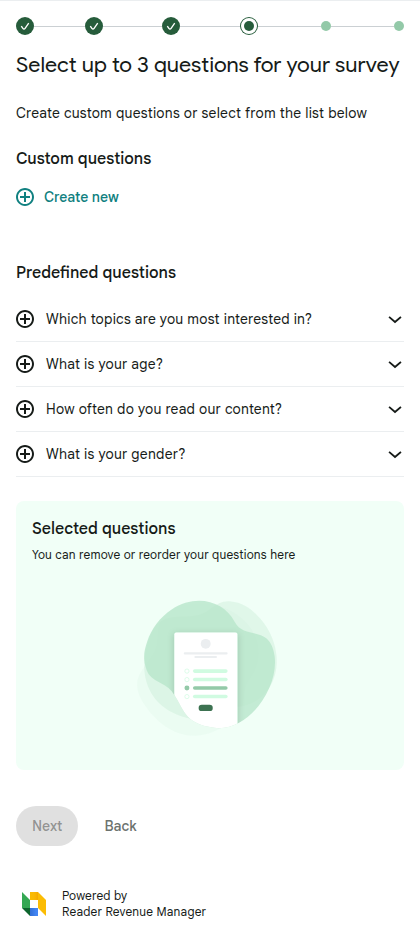 Select up to 3 questions for your survey
Create custom questions or select from the list below
Custom questions
Create new
Predefined questions
Which topics are you most interested in?
What is your age?
How often do you read our content?
What is your gender?
Selected questions
You can remove or reorder your questions here
Next
Back
Powered by
Reader Revenue Manager